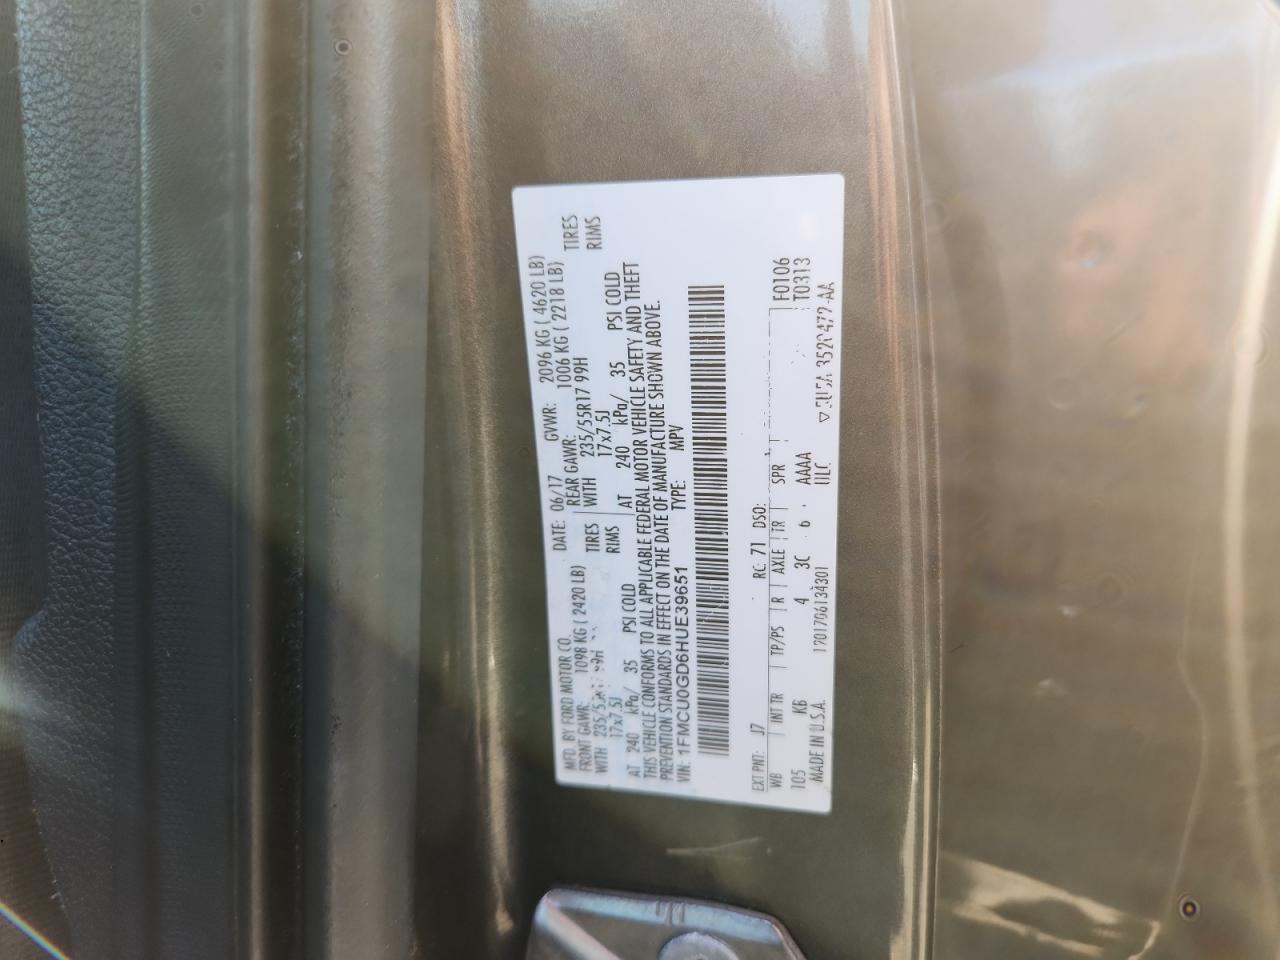 MFD. BY FORD MOTOR CO. DATE: 06/17 GVWR: 2096 KG ( 4620 LB)
FRONT GAWR: 1098 KG ( 2420 LB) REAR GAWR: 1006 KG ( 2218 LB)
WITH TIRES WITH 235/55R17 99H TIRES
17x7.5J RIMS 17x7.5J RIMS
AT 240 kPa/ 35 PSI COLD AT 240 kPa/ 35 PSI COLD
THIS VEHICLE CONFORMS TO ALL APPLICABLE FEDERAL MOTOR VEHICLE SAFETY AND THEFT
PREVENTION STANDARDS IN EFFECT ON THE DATE OF MANUFACTURE SHOWN ABOVE.
VIN: 1FMCU0GD6HUE39651 TYPE: MPV
EXT PNT: J7 RC: 71 DSO:
WB INT TR TP/PS R AXLE TR SPR F0106
105 KB 4 3C 6 AAAA T0313
MADE IN U.S.A. 1701706134301 ULC